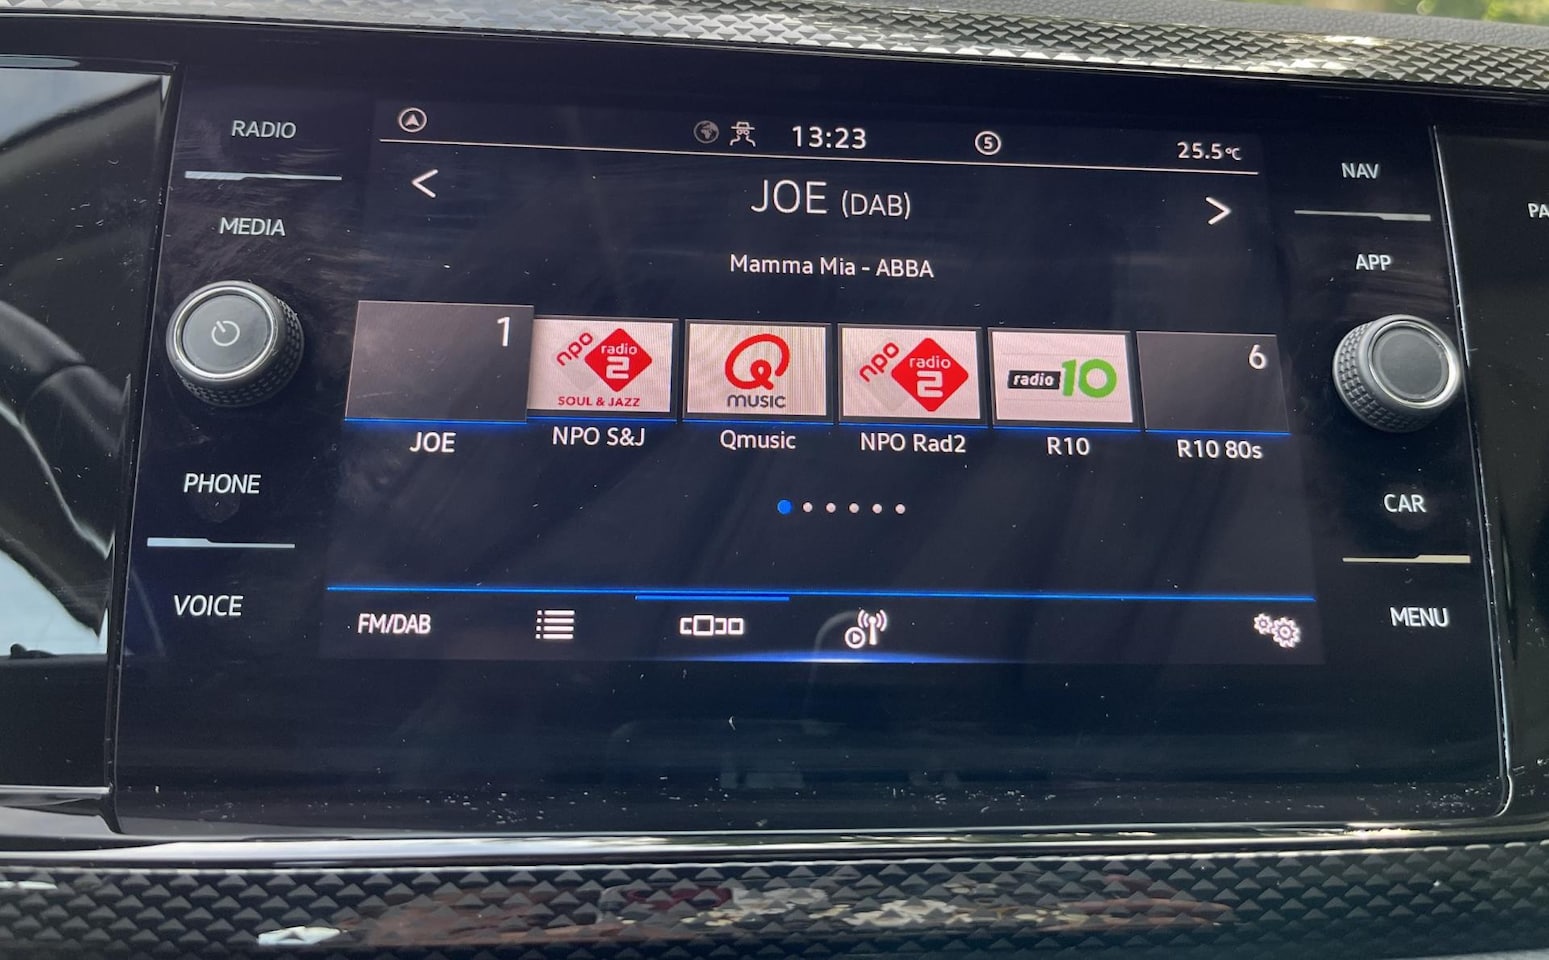 RADIO
MEDIA
PHONE
VOICE
13:23
5
25.5°C
< JOE (DAB) >
Mamma Mia - ABBA
1
npo radio 2 SOUL & JAZZ
Q MUSIC
npo radio 2
radio 10
6
JOE
NPO S&J
Qmusic
NPO Rad2
R10
R10 80s
FM/DAB
NAV
APP
CAR
MENU
PA